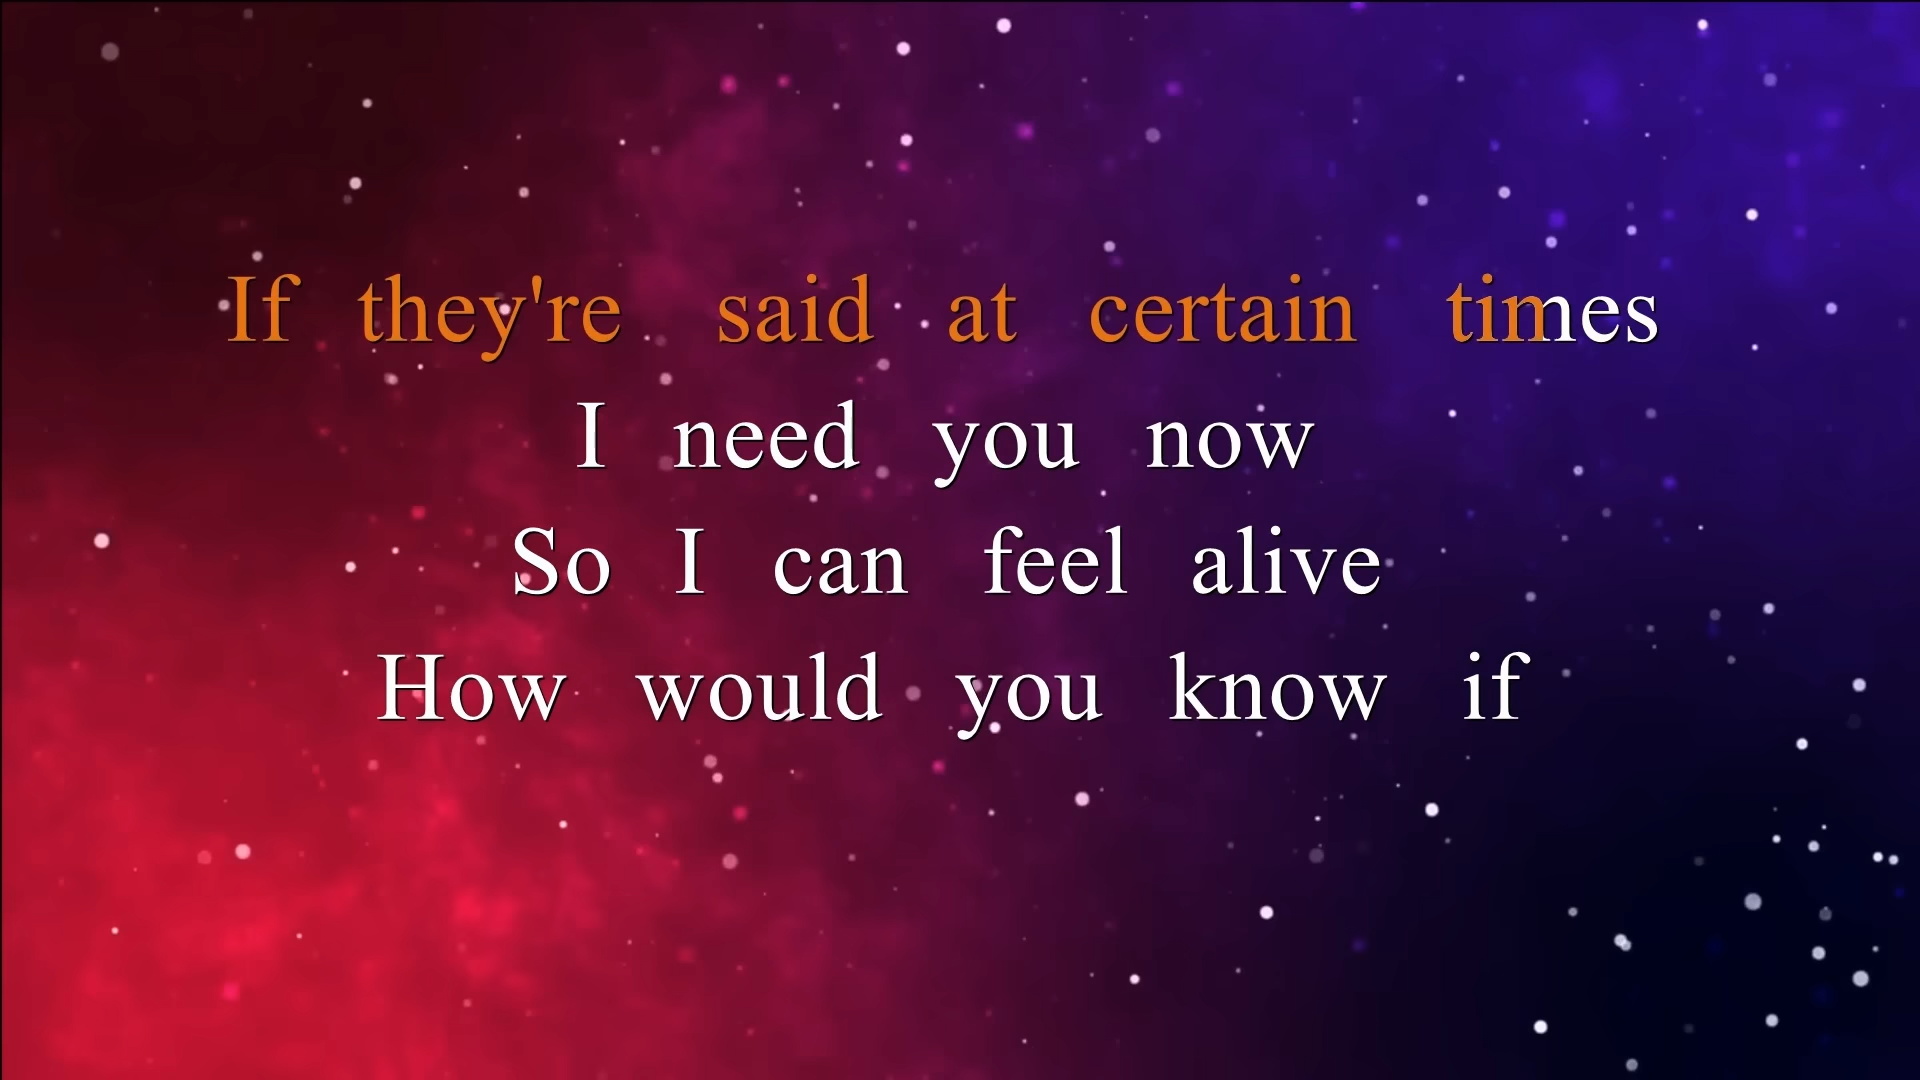 If they're said at certain times
I need you now
So I can feel alive
How would you know if